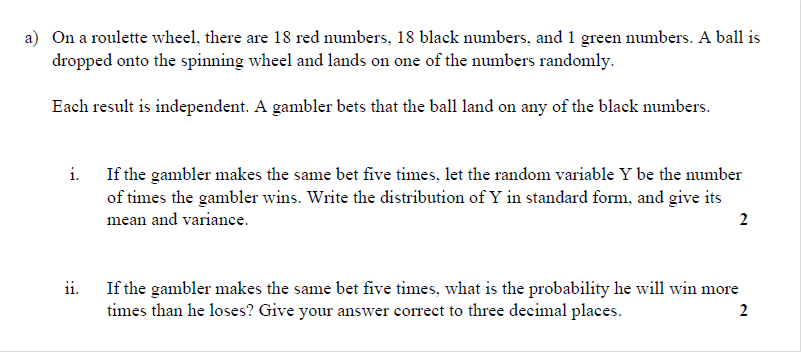 a) On a roulette wheel, there are 18 red numbers, 18 black numbers, and 1 green numbers. A ball is
dropped onto the spinning wheel and lands on one of the numbers randomly.
Each result is independent. A gambler bets that the ball land on any of the black numbers.
i. If the gambler makes the same bet five times, let the random variable Y be the number
of times the gambler wins. Write the distribution of Y in standard form, and give its
mean and variance. 2
ii. If the gambler makes the same bet five times, what is the probability he will win more
times than he loses? Give your answer correct to three decimal places. 2